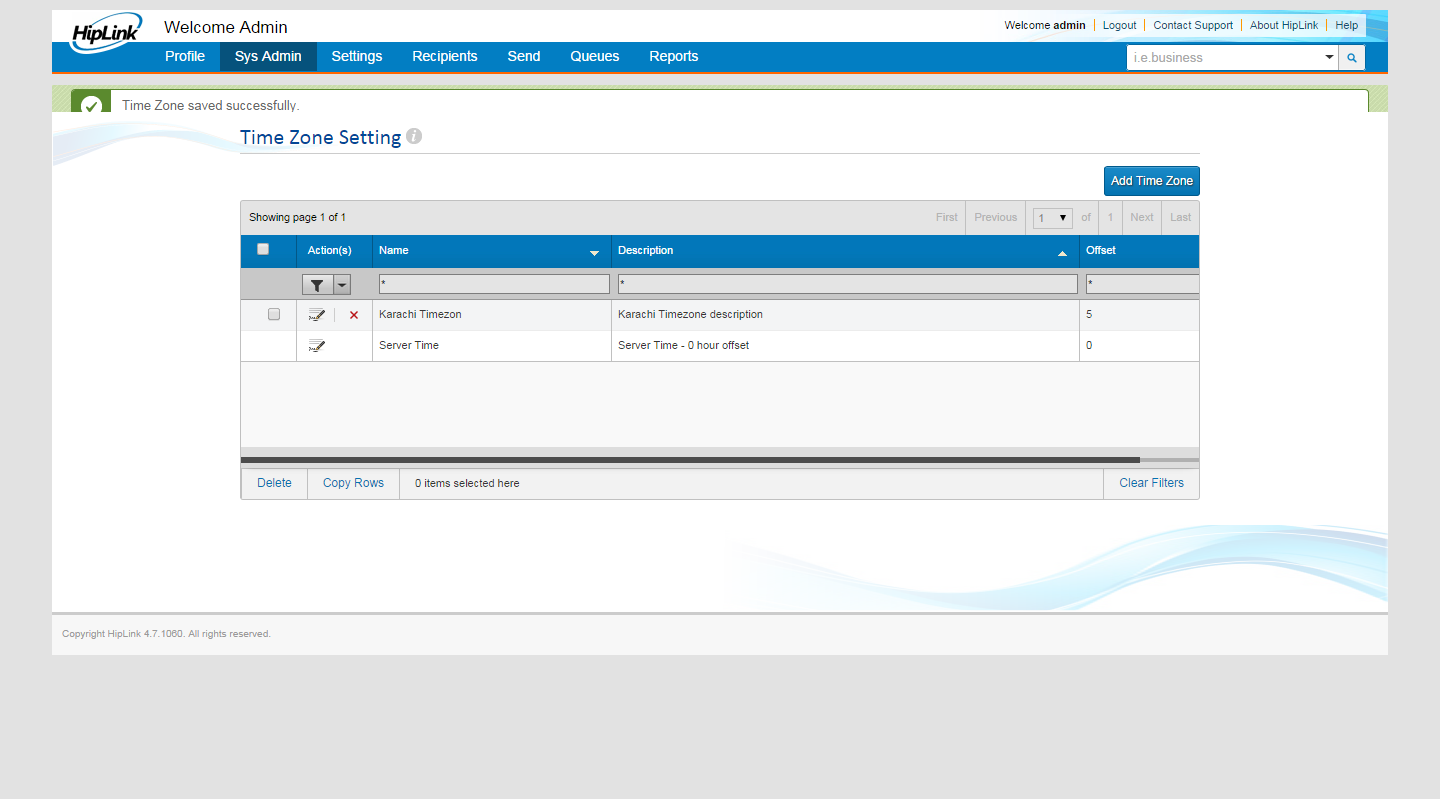 HipLink
Welcome Admin
Welcome admin Logout Contact Support About HipLink Help
Profile Sys Admin Settings Recipients Send Queues Reports
i.e.business
Time Zone saved successfully.
Time Zone Setting i
Add Time Zone
Showing page 1 of 1 First Previous 1 of 1 Next Last
Action(s) Name Description Offset
* * *
Karachi Timezon Karachi Timezone description 5
Server Time Server Time - 0 hour offset 0
Delete Copy Rows 0 items selected here Clear Filters
Copyright HipLink 4.7.1060. All rights reserved.